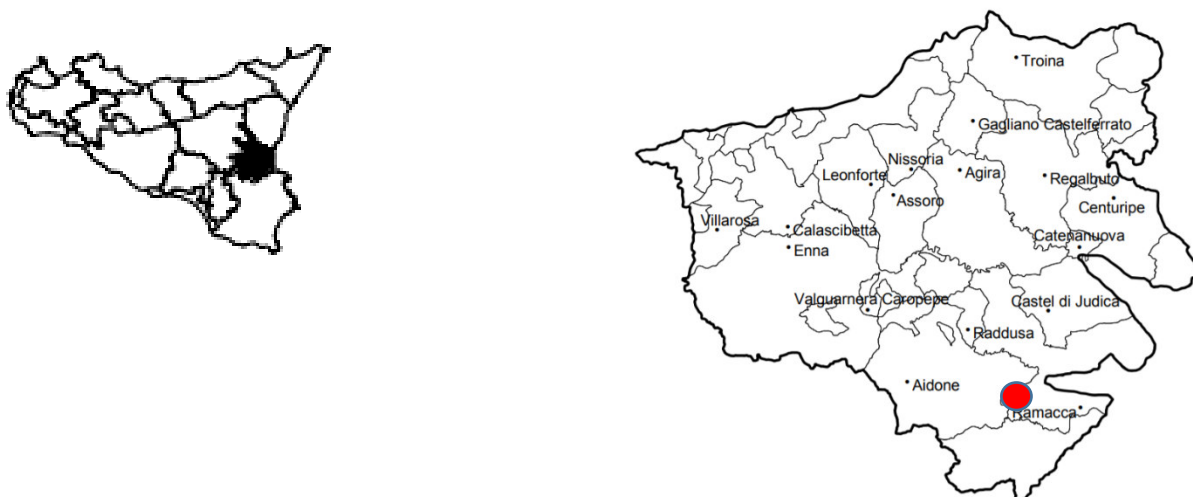 Troina
Gagliano Castelferrato
Nissoria
Leonforte
Agira
Regalbuto
Assoro
Centuripe
Villarosa
Calascibetta
Catenanuova
Enna
Valguarnera Caropepe
Castel di Judica
Raddusa
Aidone
Ramacca